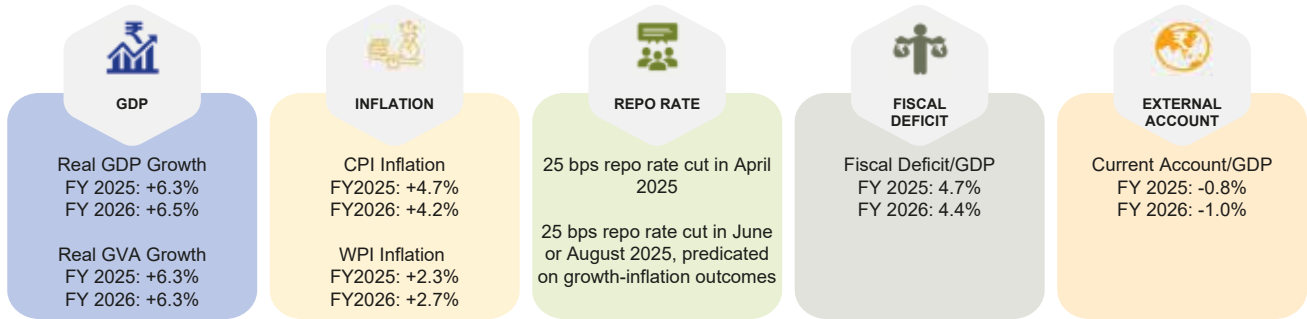 GDP
Real GDP Growth
FY 2025: +6.3%
FY 2026: +6.5%
Real GVA Growth
FY 2025: +6.3%
FY 2026: +6.3%
INFLATION
CPI Inflation
FY2025: +4.7%
FY2026: +4.2%
WPI Inflation
FY2025: +2.3%
FY2026: +2.7%
REPO RATE
25 bps repo rate cut in April
2025
25 bps repo rate cut in June
or August 2025, predicated
on growth-inflation outcomes
FISCAL
DEFICIT
Fiscal Deficit/GDP
FY 2025: 4.7%
FY 2026: 4.4%
EXTERNAL
ACCOUNT
Current Account/GDP
FY 2025: -0.8%
FY 2026: -1.0%